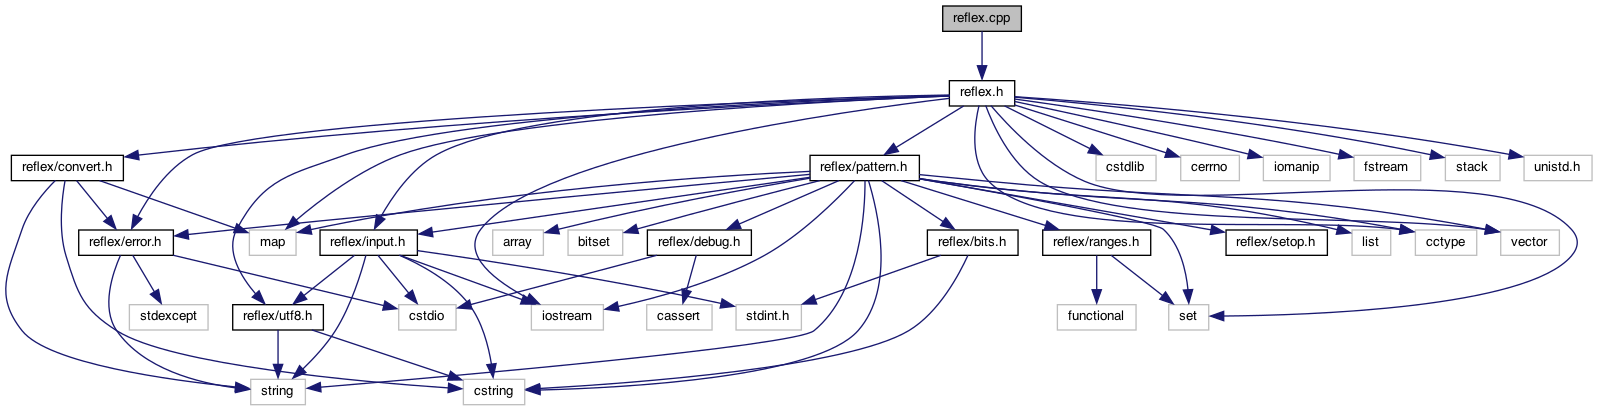 reflex.cpp
reflex.h
reflex/convert.h
reflex/pattern.h
cstdlib
cerrno
iomanip
fstream
stack
unistd.h
reflex/error.h
map
reflex/input.h
array
bitset
reflex/debug.h
reflex/bits.h
reflex/ranges.h
reflex/setop.h
list
cctype
vector
stdexcept
reflex/utf8.h
cstdio
iostream
cassert
stdint.h
functional
set
string
cstring